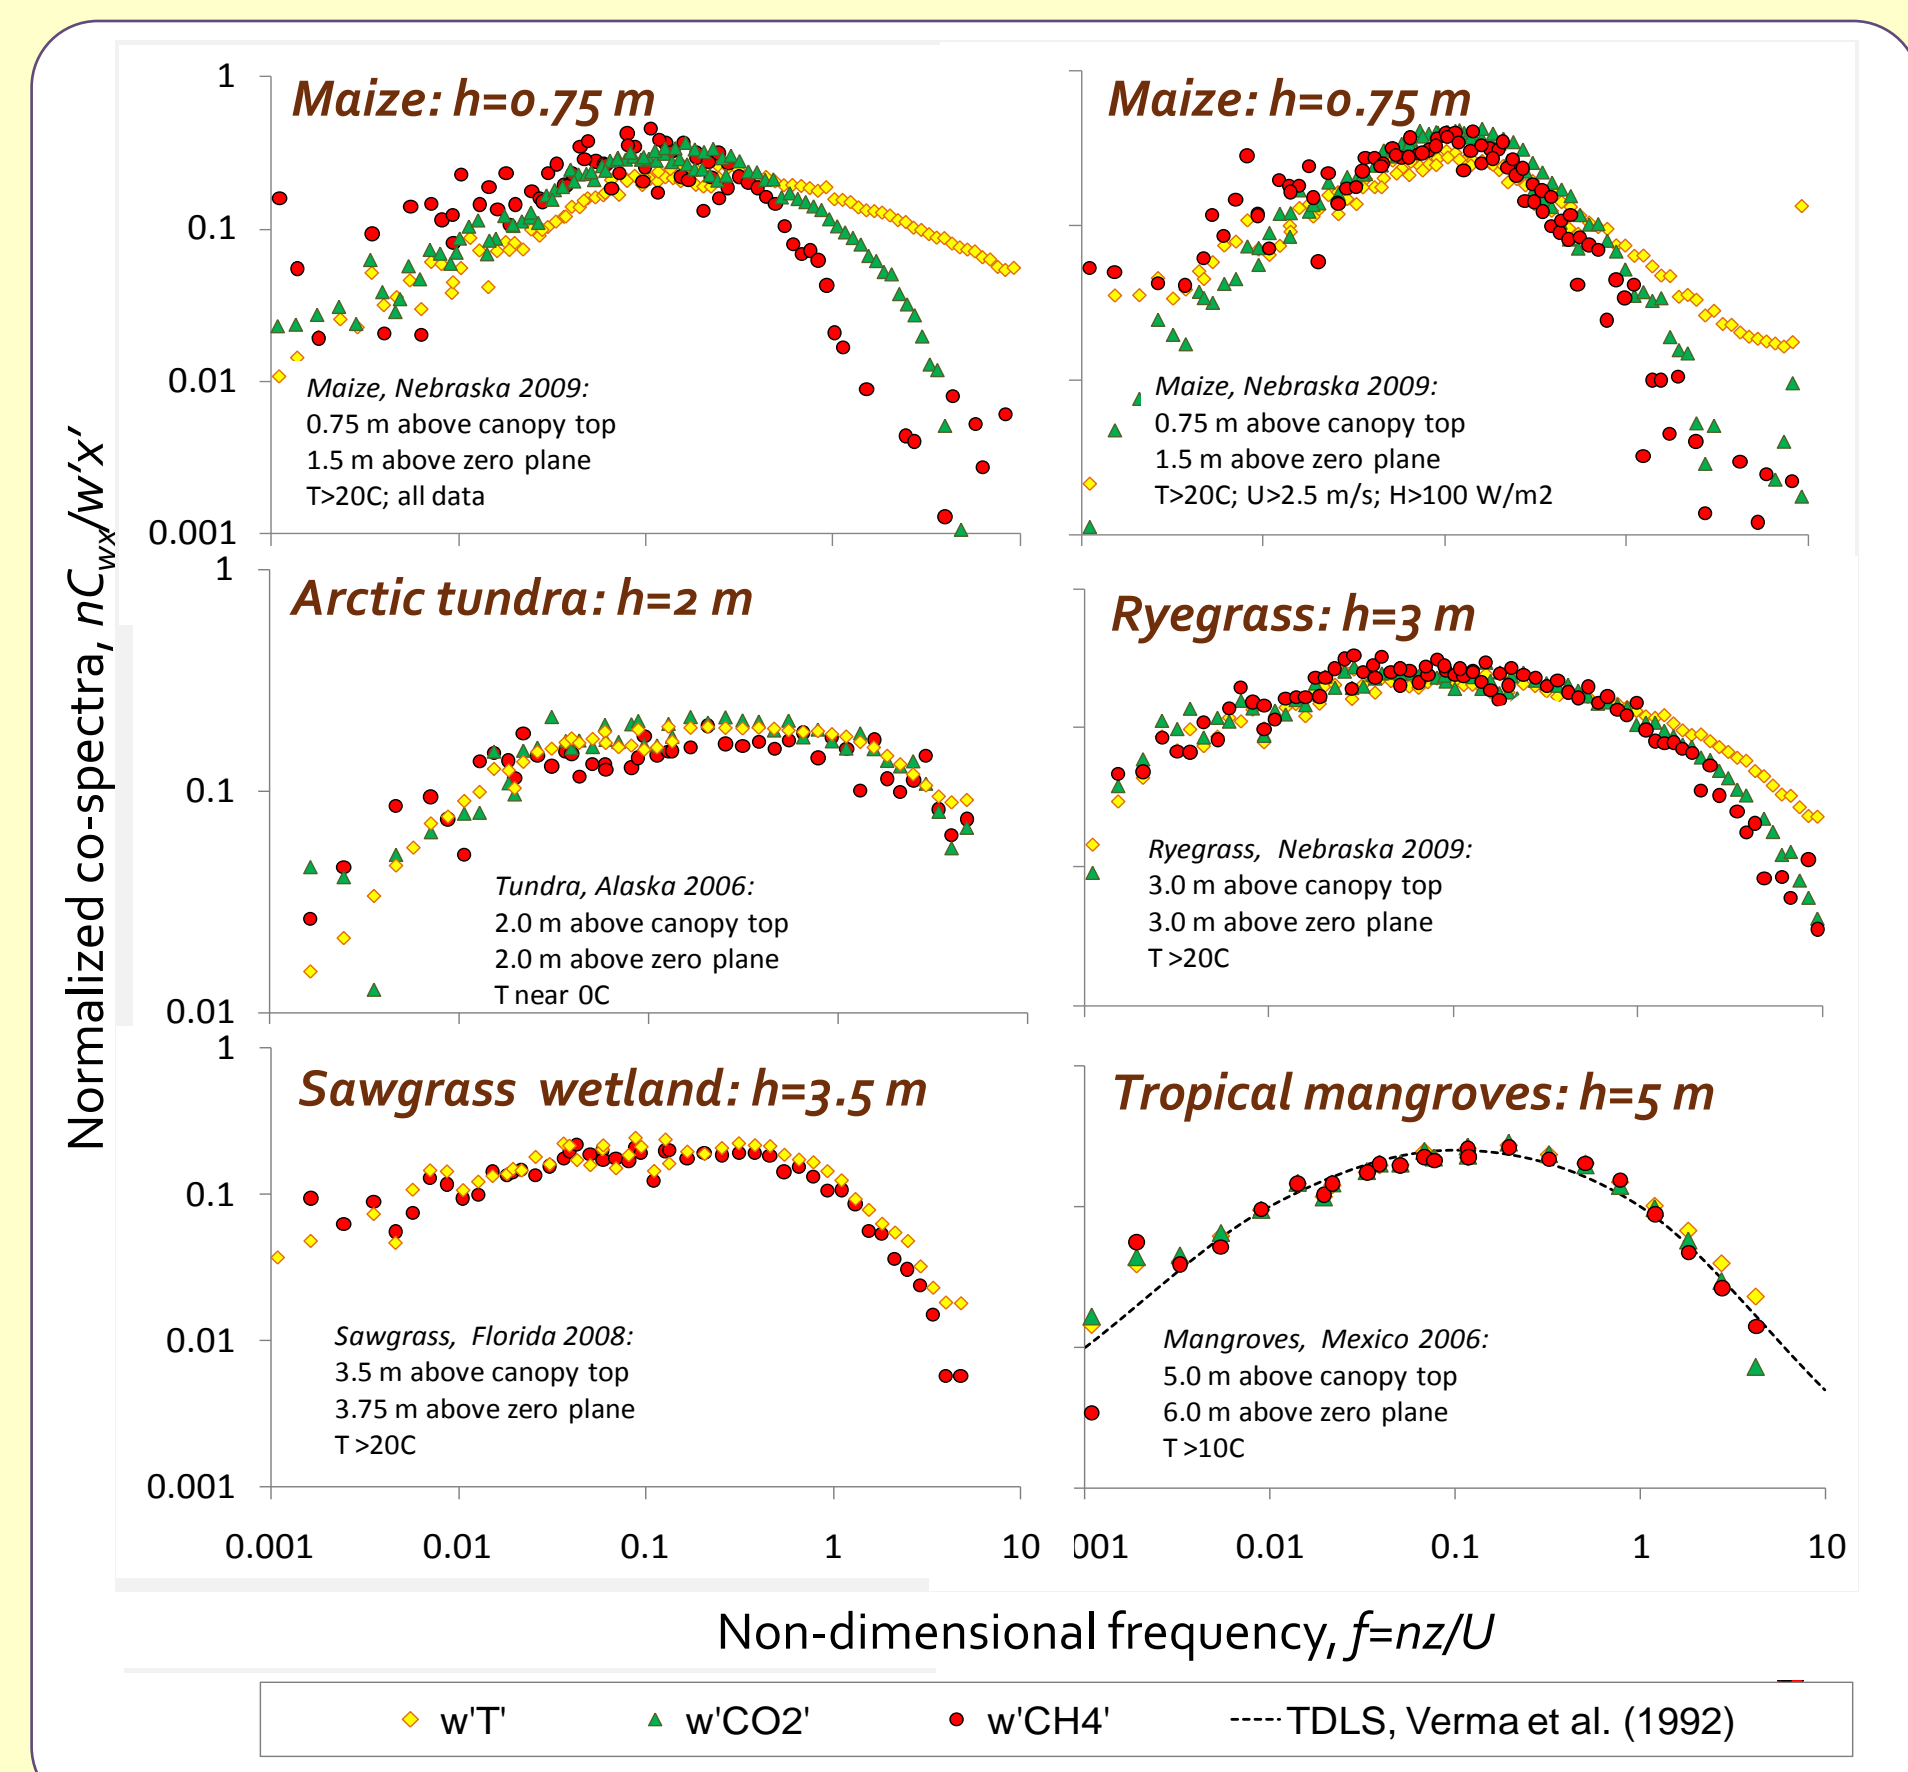 Normalized co-spectra, nCwx/w'x'
1
0.1
0.01
0.001
Maize: h=0.75 m
Maize, Nebraska 2009:
0.75 m above canopy top
1.5 m above zero plane
T>20C; all data
Maize: h=0.75 m
Maize, Nebraska 2009:
0.75 m above canopy top
1.5 m above zero plane
T>20C; U>2.5 m/s; H>100 W/m2
1
0.1
0.01
Arctic tundra: h=2 m
Tundra, Alaska 2006:
2.0 m above canopy top
2.0 m above zero plane
T near 0C
Ryegrass: h=3 m
Ryegrass, Nebraska 2009:
3.0 m above canopy top
3.0 m above zero plane
T >20C
1
0.1
0.01
0.001
Sawgrass wetland: h=3.5 m
Sawgrass, Florida 2008:
3.5 m above canopy top
3.75 m above zero plane
T >20C
Tropical mangroves: h=5 m
Mangroves, Mexico 2006:
5.0 m above canopy top
6.0 m above zero plane
T >10C
0.001 0.01 0.1 1 10
001 0.01 0.1 1 10
Non-dimensional frequency, f=nz/U
w'T' w'CO2' w'CH4' TDLS, Verma et al. (1992)